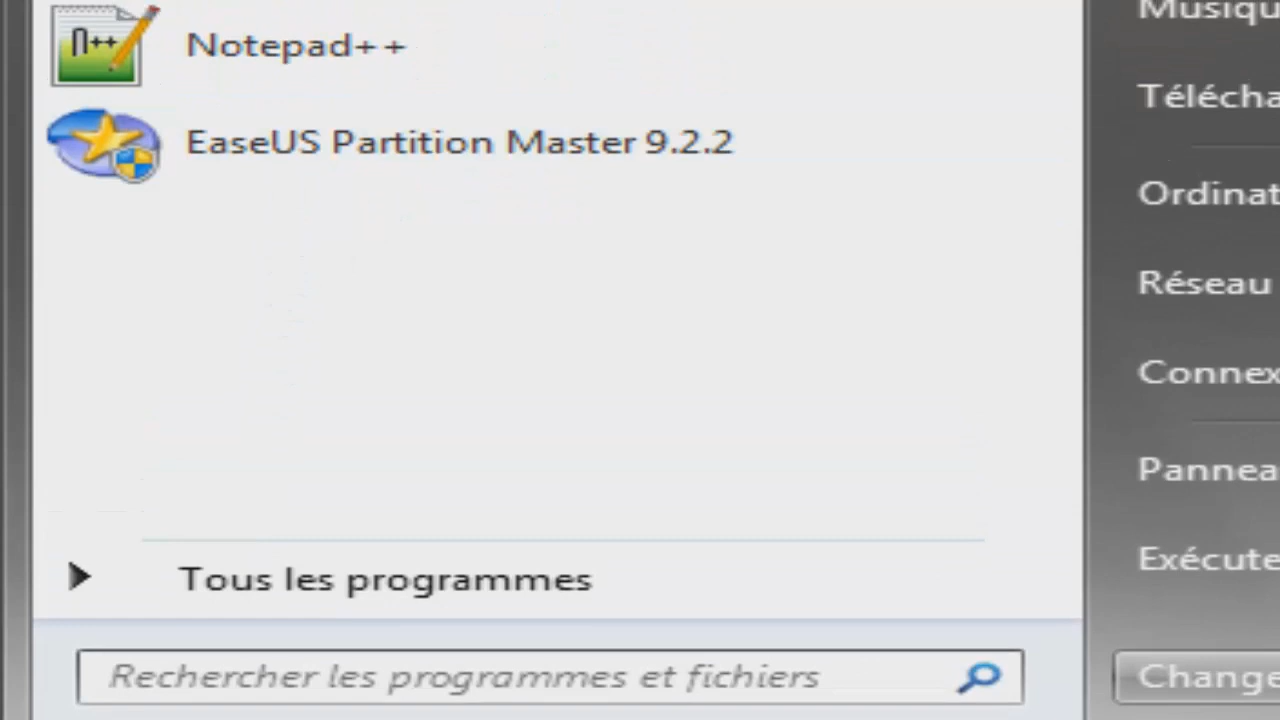 Notepad++
EaseUS Partition Master 9.2.2
Tous les programmes
Rechercher les programmes et fichiers
Musiqu
Télécha
Ordinat
Réseau
Connex
Pannea
Exécute
Change